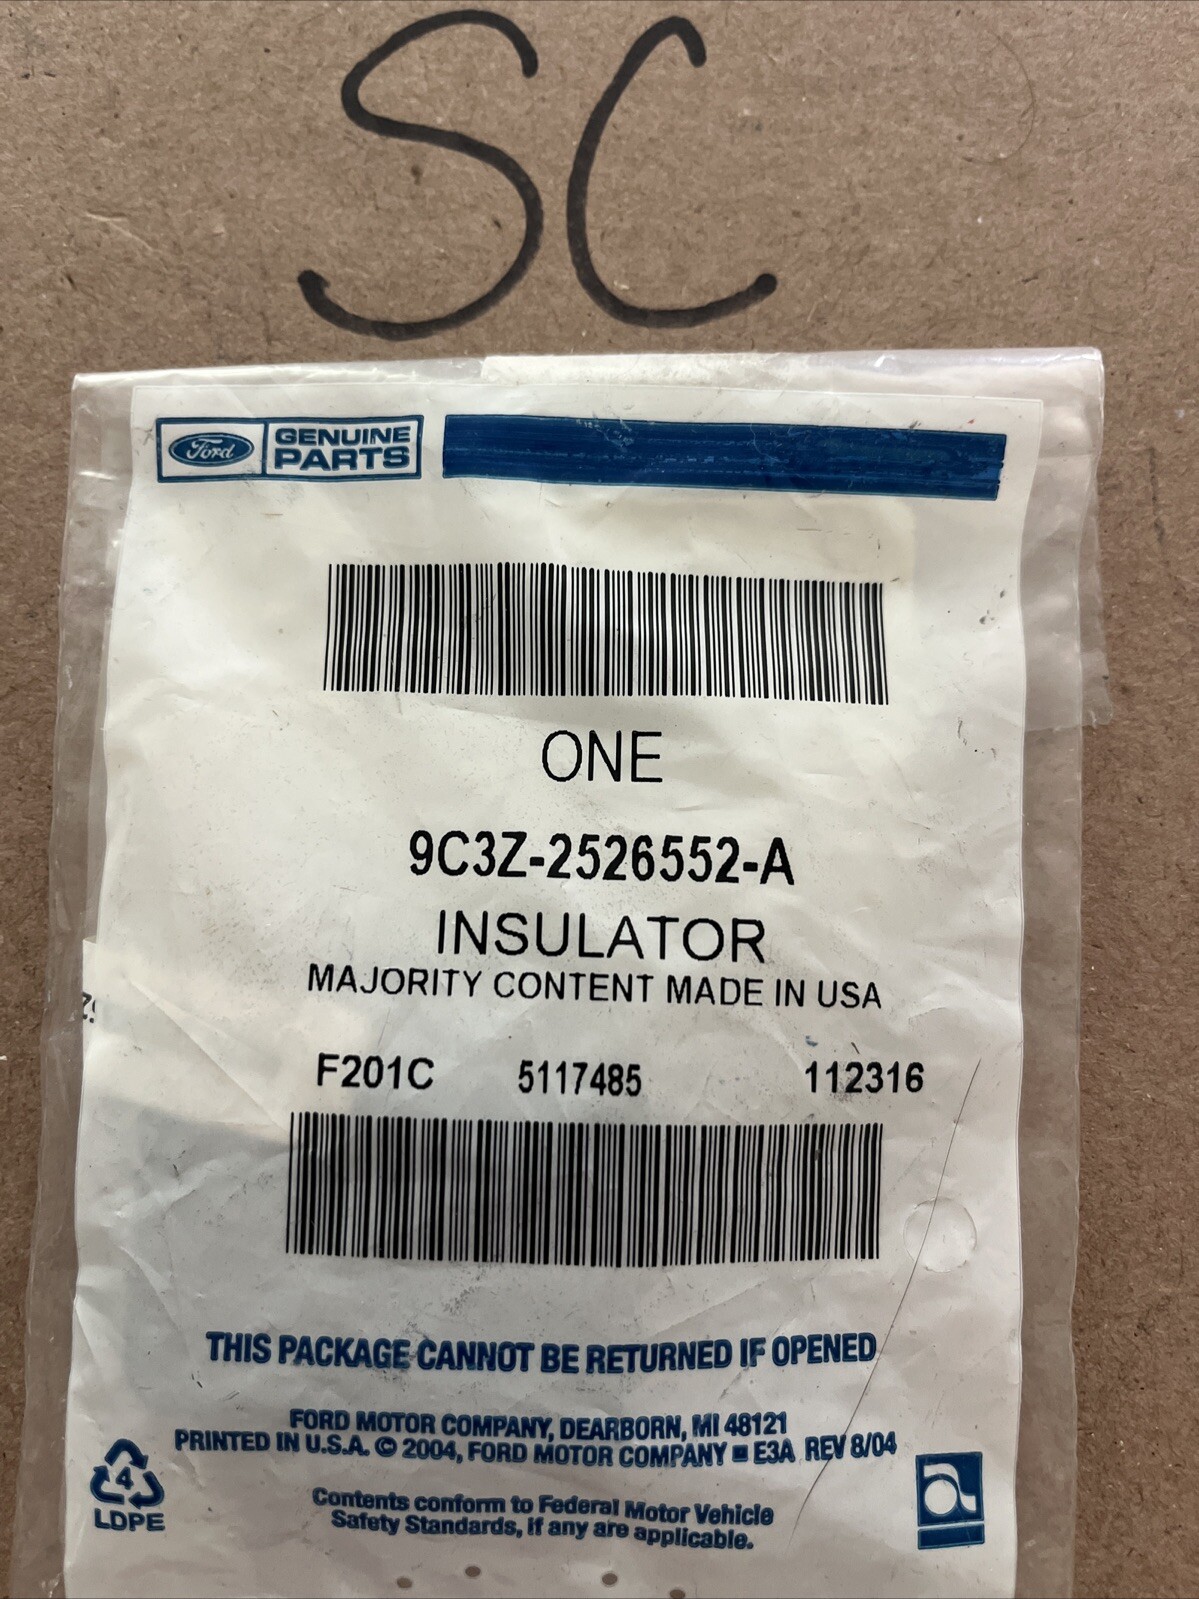 SC
Ford GENUINE
PARTS
ONE
9C3Z-2526552-A
INSULATOR
MAJORITY CONTENT MADE IN USA
F201C 5117485 112316
THIS PACKAGE CANNOT BE RETURNED IF OPENED
FORD MOTOR COMPANY, DEARBORN, MI 48121
PRINTED IN U.S.A. © 2004, FORD MOTOR COMPANY ■ E3A REV 8/04
Contents conform to Federal Motor Vehicle
Safety Standards, if any are applicable.
4
LDPE
a